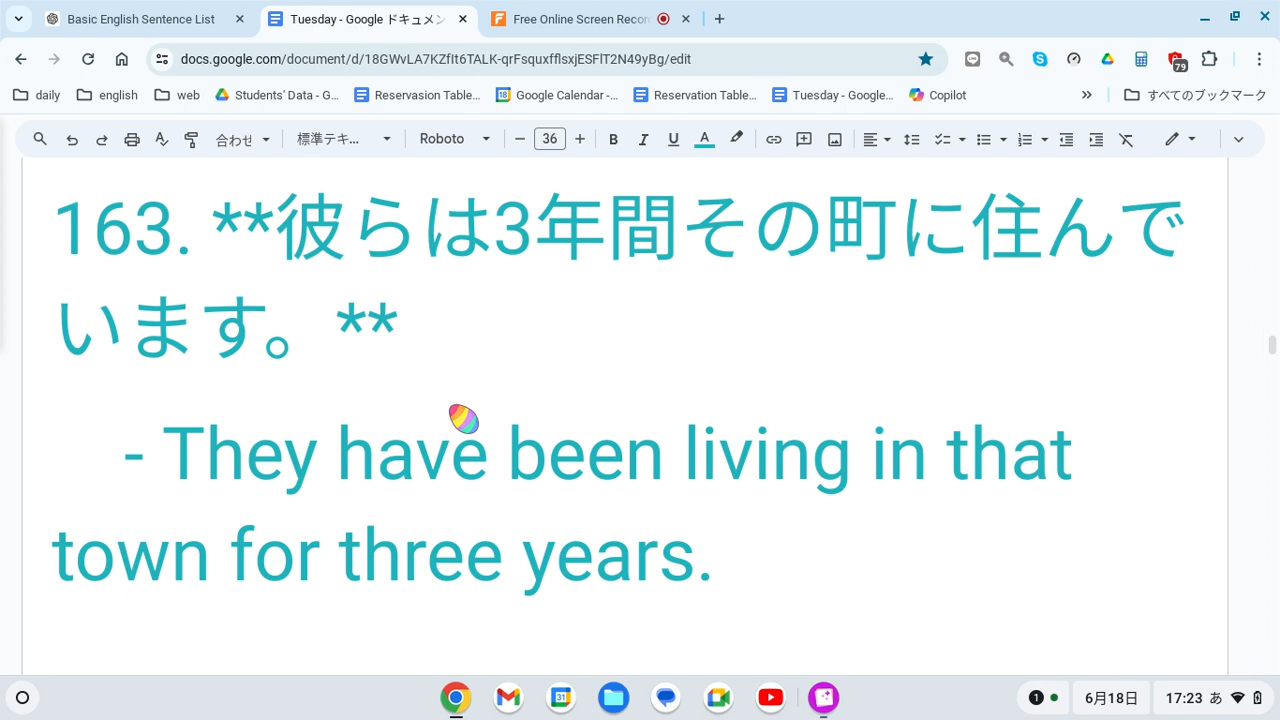 Basic English Sentence List
Tuesday - Google ドキュメン
Free Online Screen Recor
docs.google.com/document/d/18GWvLA7KZfIt6TALK-qrFsquxfflsxjESFlT2N49yBg/edit
79
daily
english
web
Students' Data - G...
Reservasion Table...
Google Calendar -...
Reservation Table...
Tuesday - Google...
Copilot
すべてのブックマーク
合わせ
標準テキ...
Roboto
36
163. **彼らは3年間その町に住んで
います。**
- They have been living in that
town for three years.
1
6月18日
17:23 あ